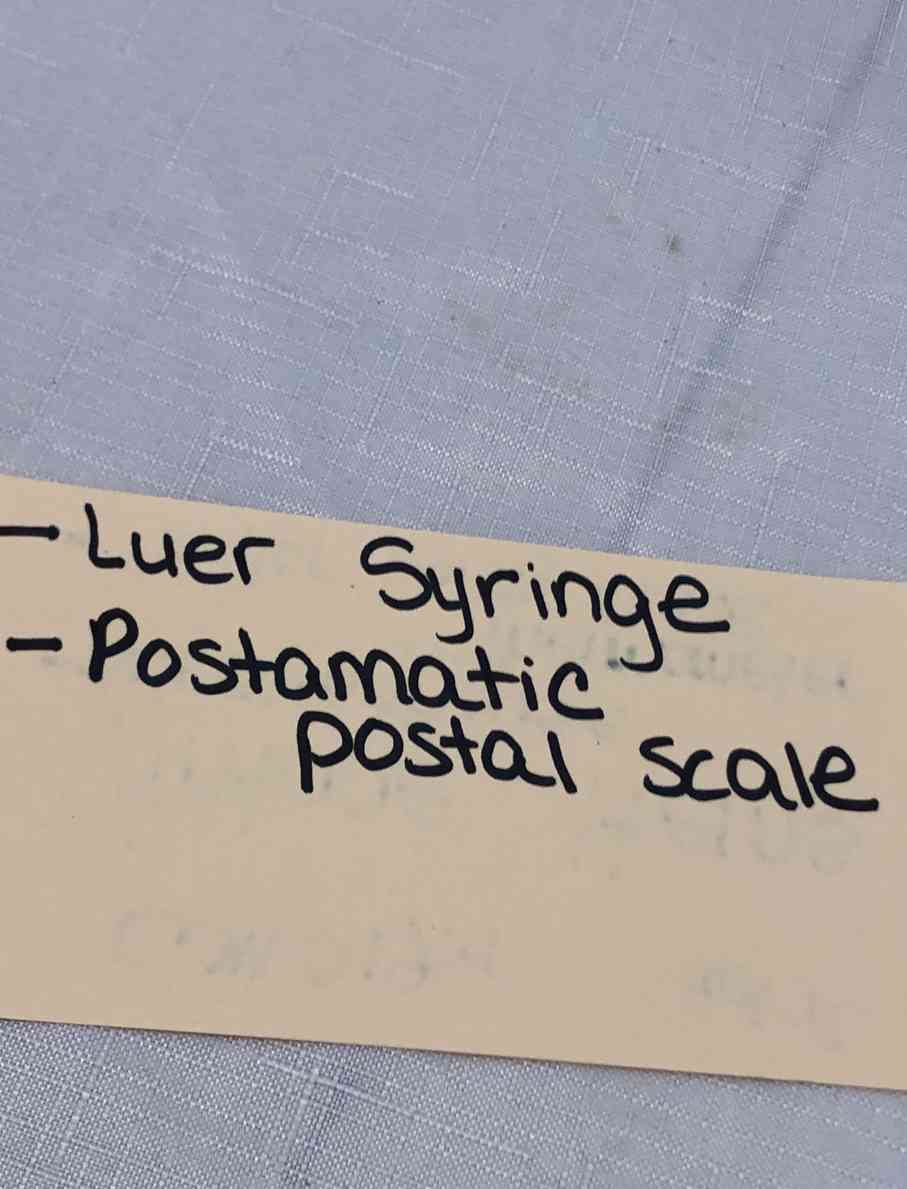 - Luer Syringe
- Postamatic
postal scale